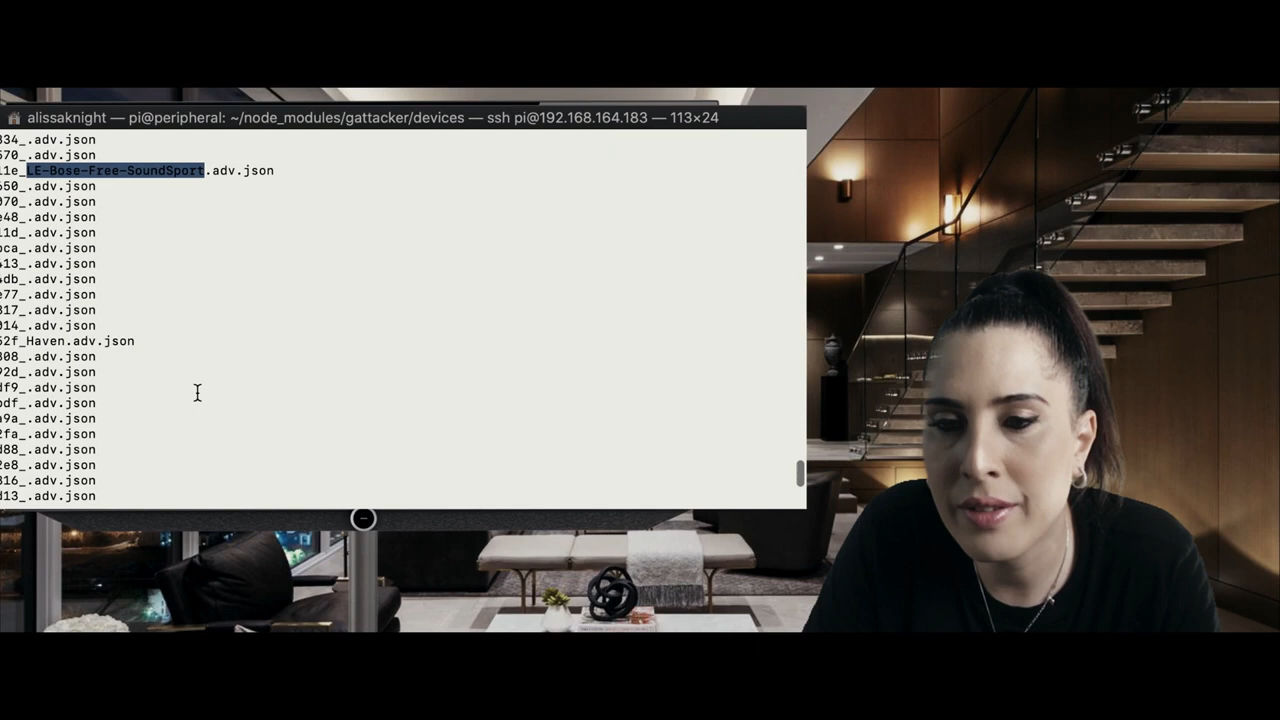 alissaknight — pi@peripheral: ~/node_modules/gattacker/devices — ssh pi@192.168.164.183 — 113×24
334_.adv.json
570_.adv.json
11e_LE-Bose-Free-SoundSport.adv.json
650_.adv.json
070_.adv.json
e48_.adv.json
11d_.adv.json
bca_.adv.json
413_.adv.json
4db_.adv.json
e77_.adv.json
317_.adv.json
014_.adv.json
52f_Haven.adv.json
308_.adv.json
92d_.adv.json
df9_.adv.json
bdf_.adv.json
a9a_.adv.json
2fa_.adv.json
d88_.adv.json
2e8_.adv.json
316_.adv.json
d13_.adv.json